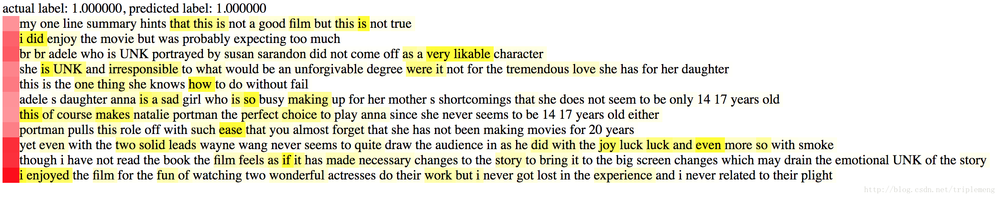 actual label: 1.000000, predicted label: 1.000000
my one line summary hints that this is not a good film but this is not true
i did enjoy the movie but was probably expecting too much
br br adele who is UNK portrayed by susan sarandon did not come off as a very likable character
she is UNK and irresponsible to what would be an unforgivable degree were it not for the tremendous love she has for her daughter
this is the one thing she knows how to do without fail
adele s daughter anna is a sad girl who is so busy making up for her mother s shortcomings that she does not seem to be only 14 17 years old
this of course makes natalie portman the perfect choice to play anna since she never seems to be 14 17 years old either
portman pulls this role off with such ease that you almost forget that she has not been making movies for 20 years
yet even with the two solid leads wayne wang never seems to quite draw the audience in as he did with the joy luck luck and even more so with smoke
though i have not read the book the film feels as if it has made necessary changes to the story to bring it to the big screen changes which may drain the emotional UNK of the story
i enjoyed the film for the fun of watching two wonderful actresses do their work but i never got lost in the experience and i never related to their plight
http://blog.csdn.net/triplemeng